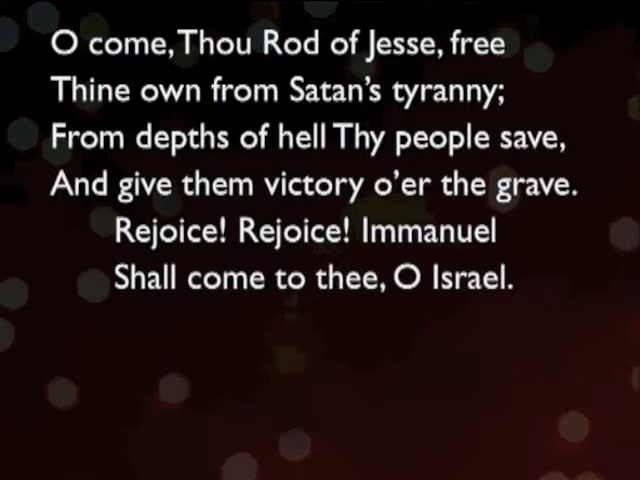 O come, Thou Rod of Jesse, free
Thine own from Satan's tyranny;
From depths of hell Thy people save,
And give them victory o'er the grave.
Rejoice! Rejoice! Immanuel
Shall come to thee, O Israel.